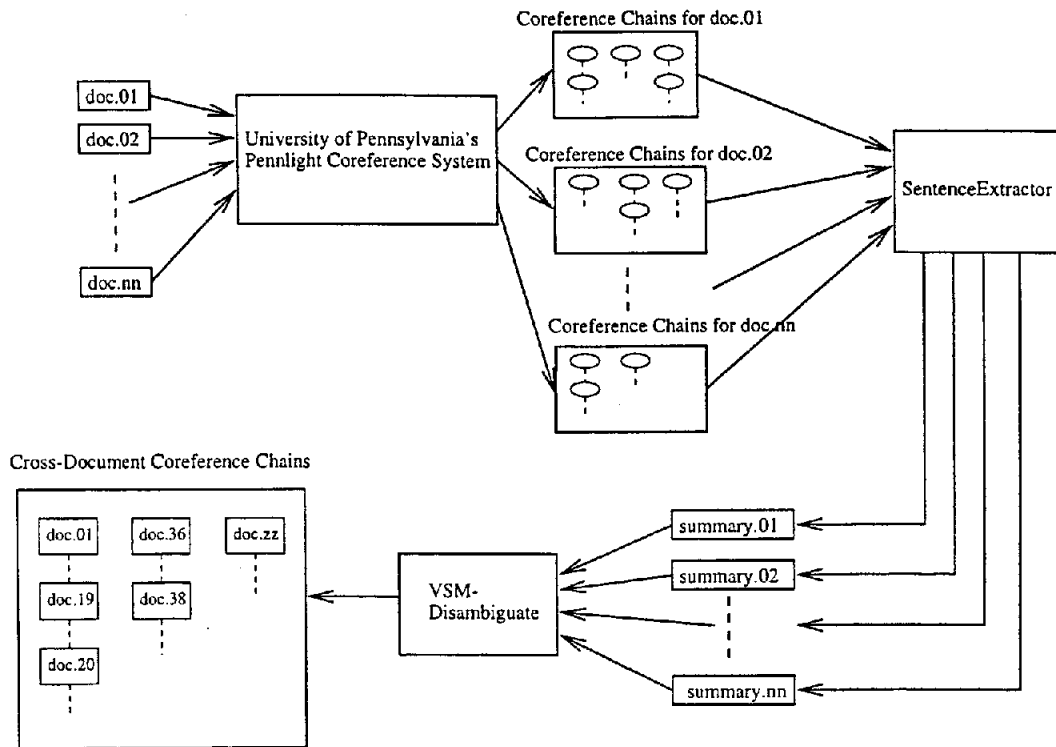 Coreference Chains for doc.01
doc.01
doc.02
doc.nn
University of Pennsylvania's
Pennlight Coreference System
Coreference Chains for doc.02
Coreference Chains for doc.nn
SentenceExtractor
summary.01
summary.02
summary.nn
VSM-
Disambiguate
Cross-Document Coreference Chains
doc.01
doc.36
doc.zz
doc.19
doc.38
doc.20